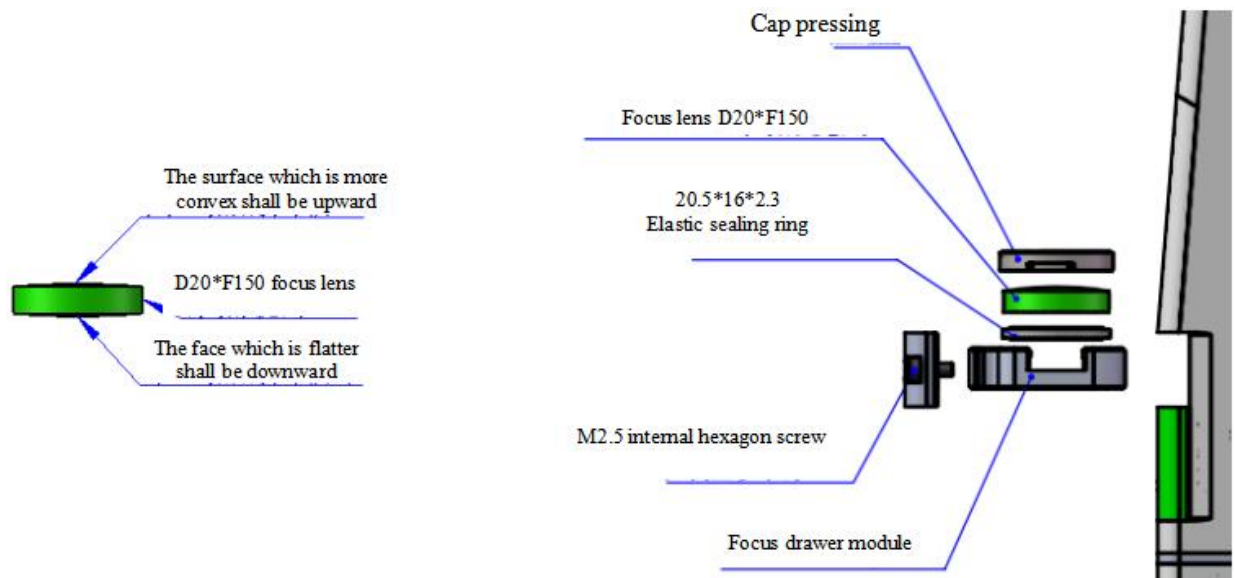 The surface which is more
convex shall be upward
D20*F150 focus lens
The face which is flatter
shall be downward
Cap pressing
Focus lens D20*F150
20.5*16*2.3
Elastic sealing ring
M2.5 internal hexagon screw
Focus drawer module